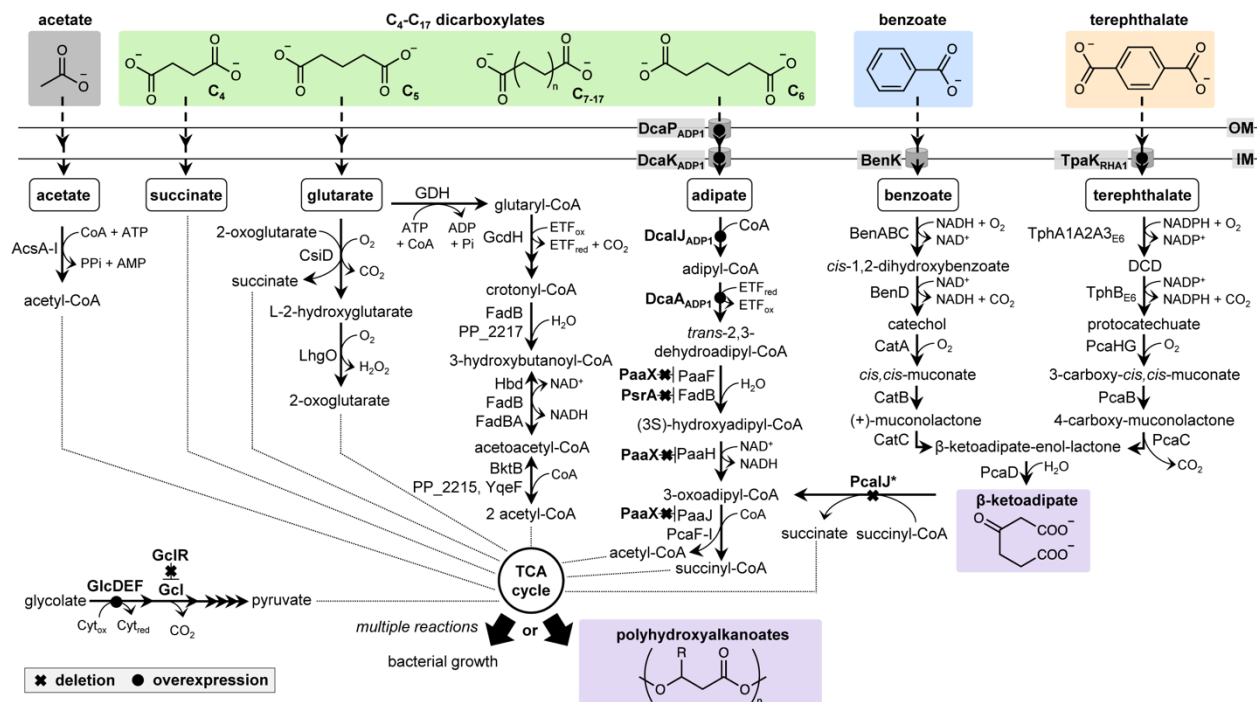 acetate
C4-C17 dicarboxylates
benzoate
terephthalate
O
O−
−O
O
O
O−
C4
−O
O
O
O−
C5
−O
O
n
O
O−
C7-17
−O
O
O
O−
C6
O
O−
−O
O
O
O−
DcaPADP1
OM
DcaKADP1
BenK
TpaKRHA1
IM
acetate
succinate
glutarate
adipate
benzoate
terephthalate
GDH
ATP
+ CoA
ADP
+ Pi
glutaryl-CoA
AcsA-I
CoA + ATP
PPi + AMP
acetyl-CoA
2-oxoglutarate
CsiD
succinate
O2
CO2
L-2-hydroxyglutarate
LhgO
O2
H2O2
2-oxoglutarate
GcdH
ETFox
ETFred + CO2
crotonyl-CoA
FadB
PP_2217
H2O
3-hydroxybutanoyl-CoA
Hbd
FadB
FadBA
NAD+
NADH
acetoacetyl-CoA
BktB
PP_2215, YqeF
CoA
2 acetyl-CoA
DcaIJADP1
CoA
adipyl-CoA
DcaAADP1
ETFred
ETFox
trans-2,3-
dehydroadipyl-CoA
PaaX
PaaF
PsrA
FadB
H2O
(3S)-hydroxyadipyl-CoA
PaaX
PaaH
NAD+
NADH
3-oxoadipyl-CoA
PaaX
PaaJ
PcaF-I
CoA
acetyl-CoA
succinyl-CoA
BenABC
NADH + O2
NAD+
cis-1,2-dihydroxybenzoate
BenD
NAD+
NADH + CO2
catechol
CatA
O2
cis,cis-muconate
CatB
(+)-muconolactone
CatC
β-ketoadipate-enol-lactone
TphA1A2A3E6
NADPH + O2
NADP+
DCD
TphBE6
NADP+
NADPH + CO2
protocatechuate
PcaHG
O2
3-carboxy-cis,cis-muconate
PcaB
4-carboxy-muconolactone
PcaC
CO2
PcaD
H2O
PcaIJ*
succinate
succinyl-CoA
β-ketoadipate
O
COO−
COO−
GclR
GlcDEF
Gcl
glycolate
pyruvate
Cytox
Cytred
CO2
TCA
cycle
multiple reactions
or
bacterial growth
polyhydroxyalkanoates
R
O
O
O
n
deletion
overexpression